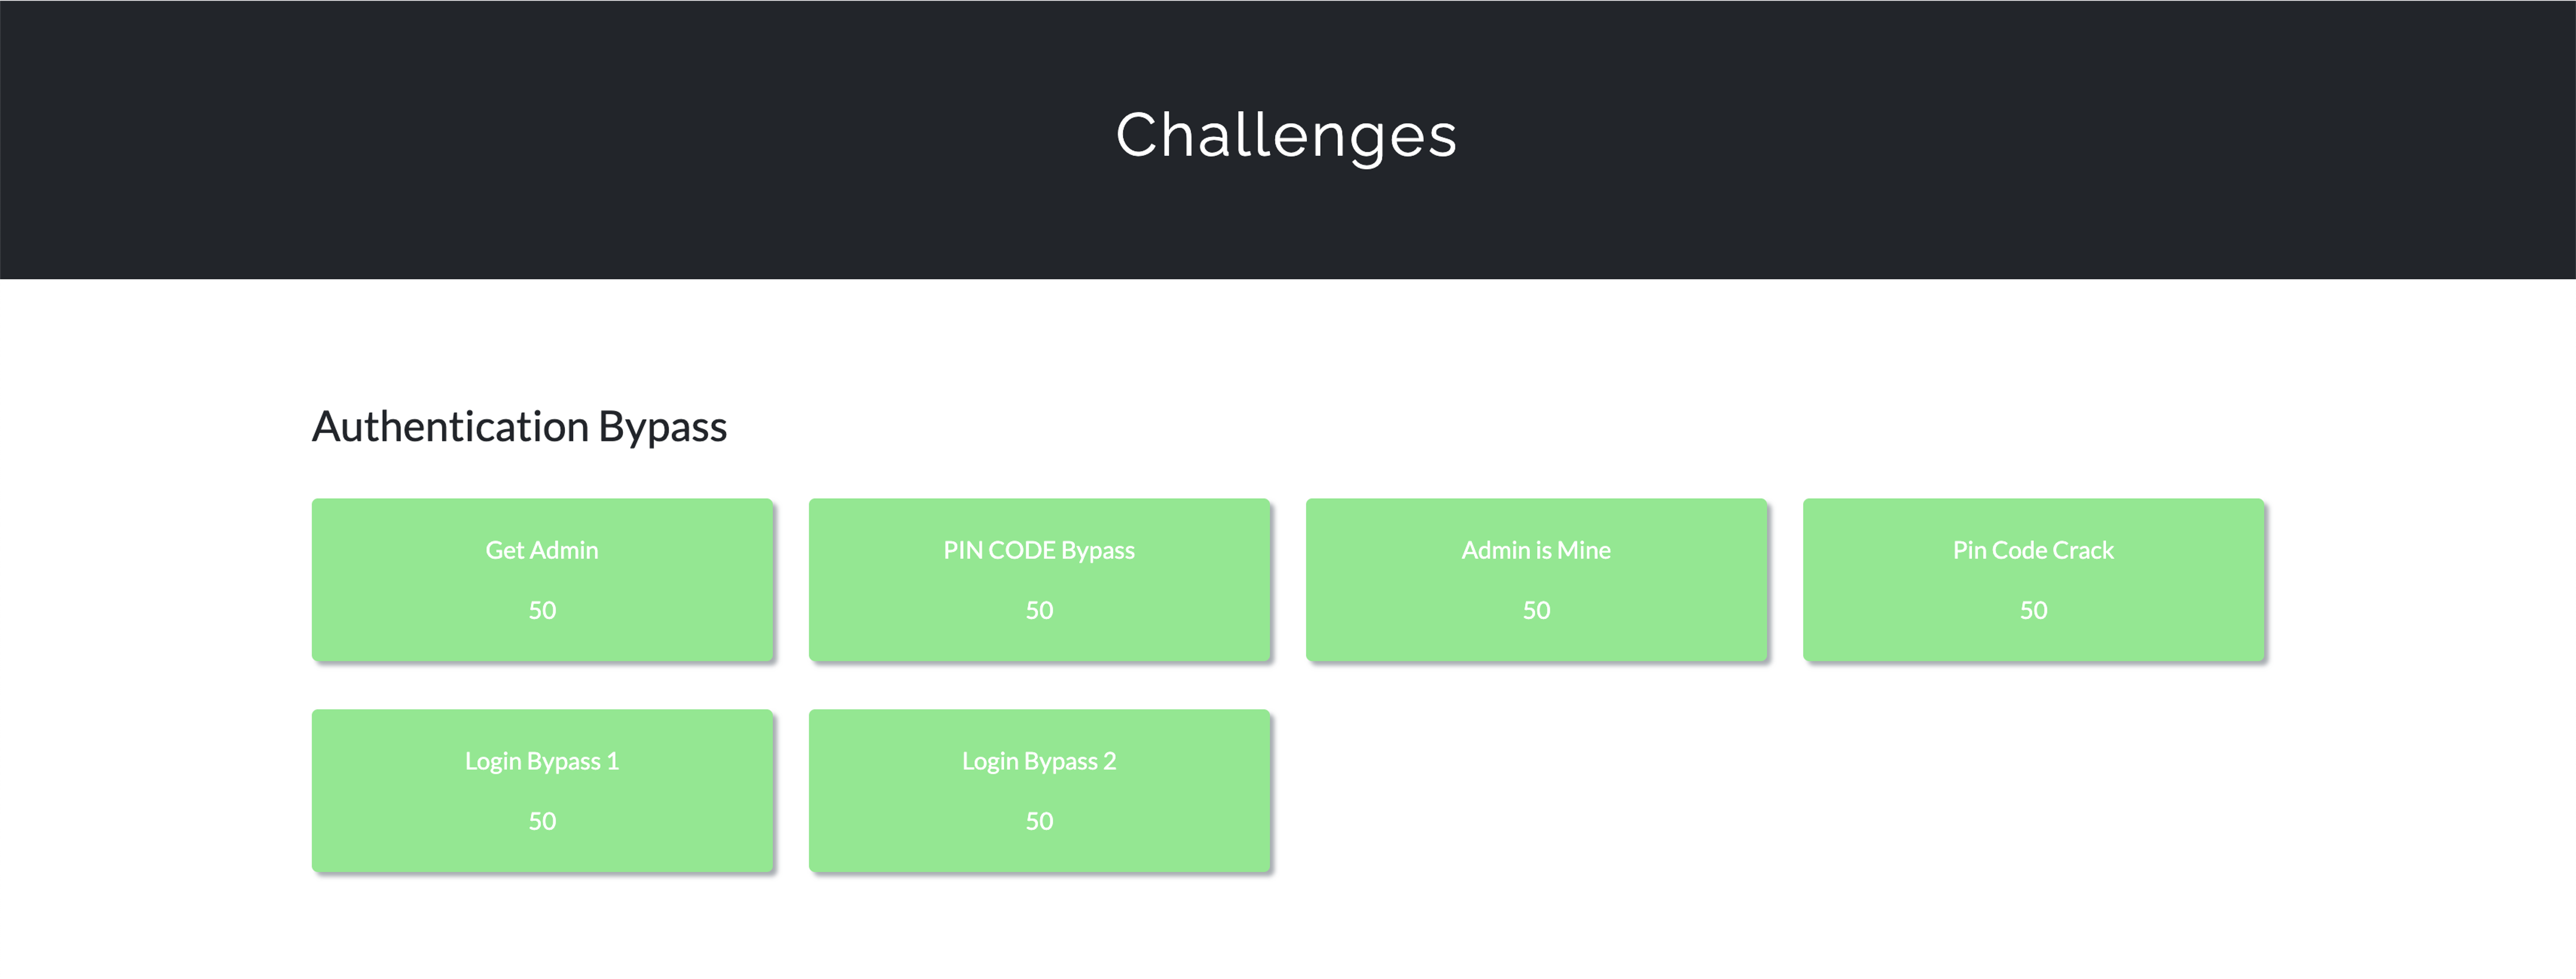 Challenges
Authentication Bypass
Get Admin
50
PIN CODE Bypass
50
Admin is Mine
50
Pin Code Crack
50
Login Bypass 1
50
Login Bypass 2
50